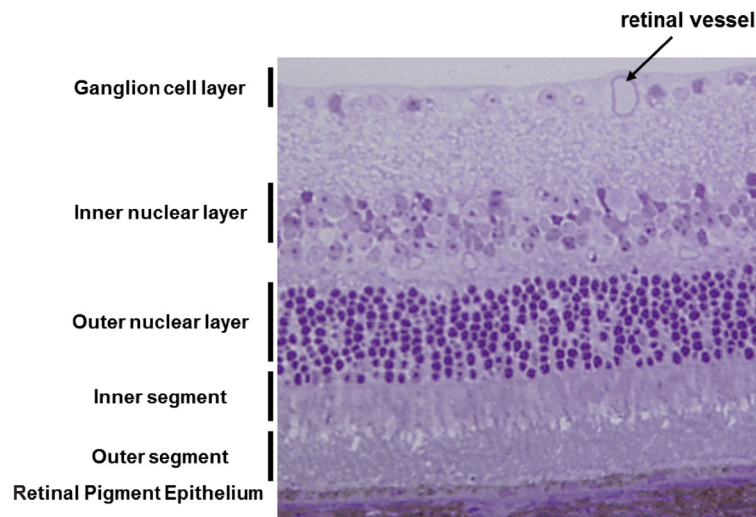 retinal vessel
Ganglion cell layer
Inner nuclear layer
Outer nuclear layer
Inner segment
Outer segment
Retinal Pigment Epithelium